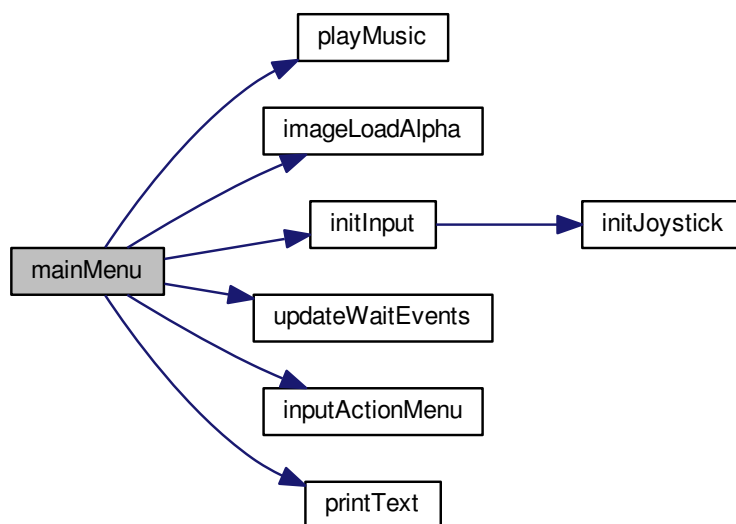 playMusic
imageLoadAlpha
initInput
initJoystick
mainMenu
updateWaitEvents
inputActionMenu
printText